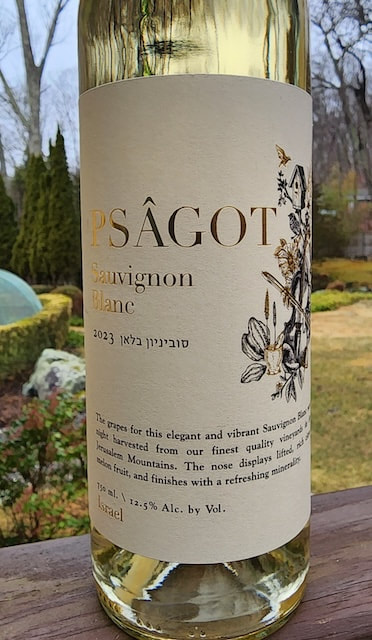 PSÂGOT
Sauvignon
Blanc
2023 סוביניון בלאן
The grapes for this elegant and vibrant Sauvignon Blanc
night harvested from our finest quality vineyards in
Jerusalem Mountains. The nose displays lifted, rich
melon fruit, and finishes with a refreshing minerality.
750 ml. \ 12.5% Alc. by Vol.
Israel